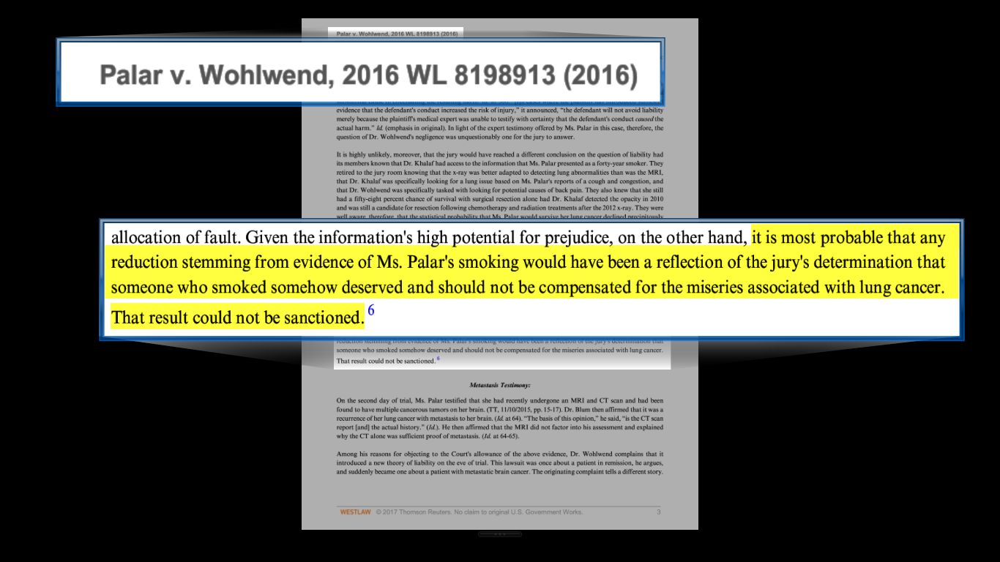 Palar v. Wohlwend, 2016 WL 8198913 (2016)
Palar v. Wohlwend, 2016 WL 8198913 (2016)
evidence that the defendant's conduct increased the risk of injury,” it announced, “the defendant will not avoid liability
merely because the plaintiff's medical expert was unable to testify with certainty that the defendant's conduct caused the
actual harm.” Id. (emphasis in original). In light of the expert testimony offered by Ms. Palar in this case, therefore, the
question of Dr. Wohlwend's negligence was unquestionably one for the jury to answer.
It is highly unlikely, moreover, that the jury would have reached a different conclusion on the question of liability had
its members known that Dr. Khalaf had access to the information that Ms. Palar presented as a forty-year smoker. They
retired to the jury room knowing that the x-ray was better adapted to detecting lung abnormalities than was the MRI,
that Dr. Khalaf was specifically looking for a lung issue based on Ms. Palar's reports of a cough and congestion, and
that Dr. Wohlwend was specifically tasked with looking for potential causes of back pain. They also knew that she still
had a fifty-eight percent chance of survival with surgical resection alone had Dr. Khalaf detected the opacity in 2010
and was still a candidate for resection following chemotherapy and radiation treatments after the 2012 x-ray. They were
well aware, therefore, that the statistical probability that Ms. Palar would survive her lung cancer declined precipitously
allocation of fault. Given the information's high potential for prejudice, on the other hand, it is most probable that any
reduction stemming from evidence of Ms. Palar's smoking would have been a reflection of the jury's determination that
someone who smoked somehow deserved and should not be compensated for the miseries associated with lung cancer.
That result could not be sanctioned. 6
reduction stemming from evidence of Ms. Palar's smoking would have been a reflection of the jury's determination that
someone who smoked somehow deserved and should not be compensated for the miseries associated with lung cancer.
That result could not be sanctioned. 6
Metastasis Testimony:
On the second day of trial, Ms. Palar testified that she had recently undergone an MRI and CT scan and had been
found to have multiple cancerous tumors on her brain. (TT, 11/10/2015, pp. 15-17). Dr. Blum then affirmed that it was a
recurrence of her lung cancer with metastasis to her brain. (Id. at 64). “The basis of this opinion,” he said, “is the CT scan
report [and] the actual history.” (Id.). He then affirmed that the MRI did not factor into his assessment and explained
why the CT alone was sufficient proof of metastasis. (Id. at 64-65).
Among his reasons for objecting to the Court's allowance of the above evidence, Dr. Wohlwend complains that it
introduced a new theory of liability on the eve of trial. This lawsuit was once about a patient in remission, he argues,
and suddenly became one about a patient with metastatic brain cancer. The originating complaint tells a different story.
WESTLAW © 2017 Thomson Reuters. No claim to original U.S. Government Works. 3